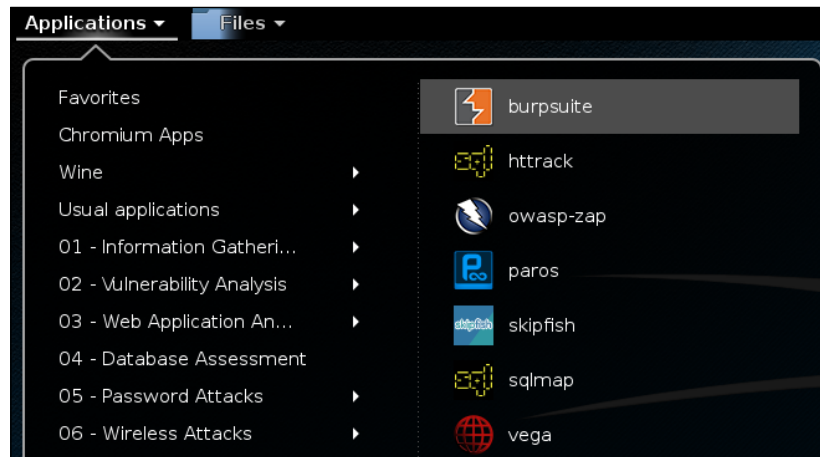 Applications Files
Favorites
Chromium Apps
Wine
Usual applications
01 - Information Gatheri...
02 - Vulnerability Analysis
03 - Web Application An...
04 - Database Assessment
05 - Password Attacks
06 - Wireless Attacks
burpsuite
httrack
owasp-zap
paros
skipfish
skipfish
sqlmap
vega